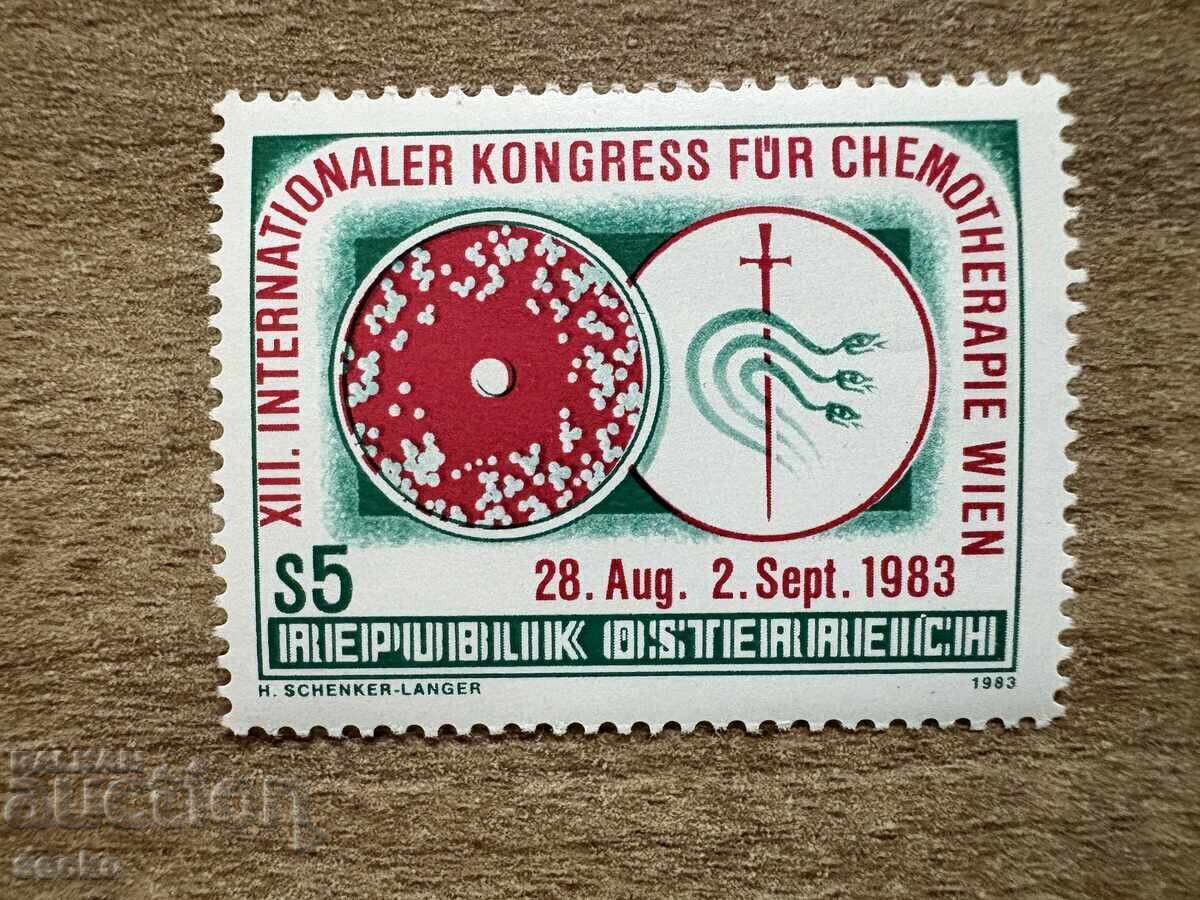 XIII. INTERNATIONALER KONGRESS FÜR CHEMOTHERAPIE WIEN
S5
28. Aug. 2. Sept. 1983
REPUBLIK ÖSTERREICH
H. SCHENKER-LANGER
1983
BALKAN
auction
decko